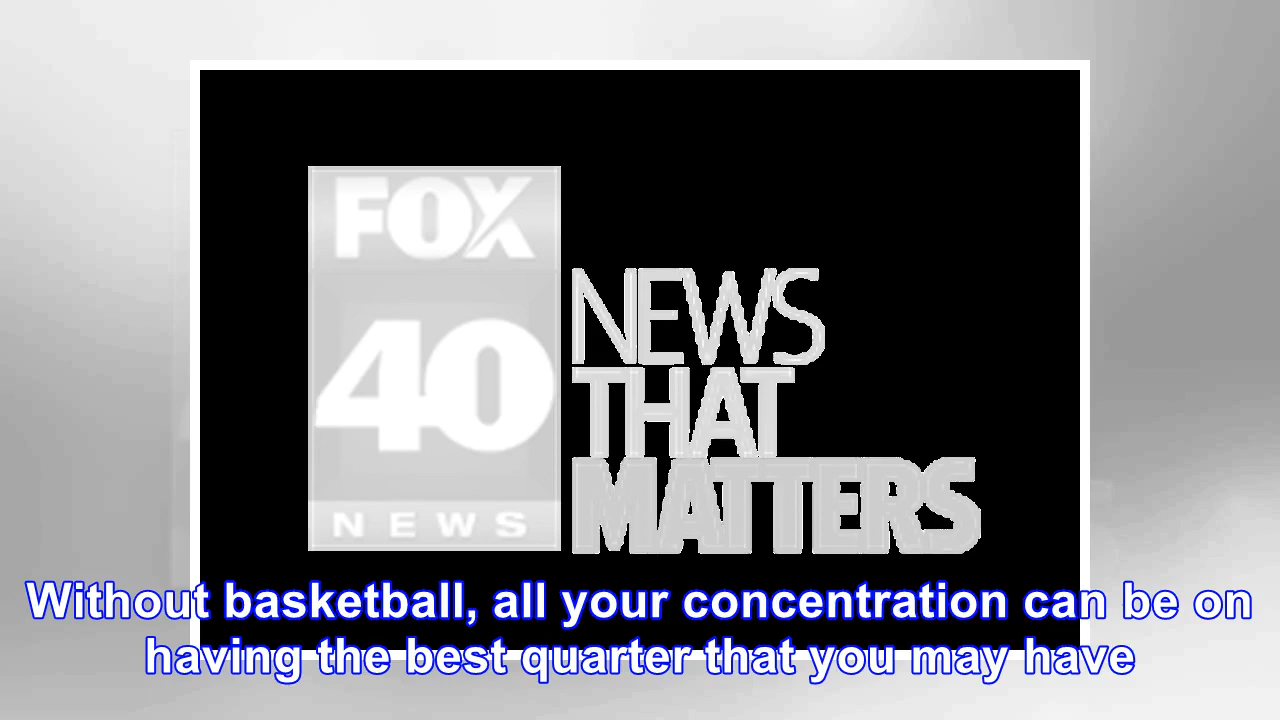 FOX
40
NEWS
NEWS
THAT
MATTERS
Without basketball, all your concentration can be on
having the best quarter that you may have